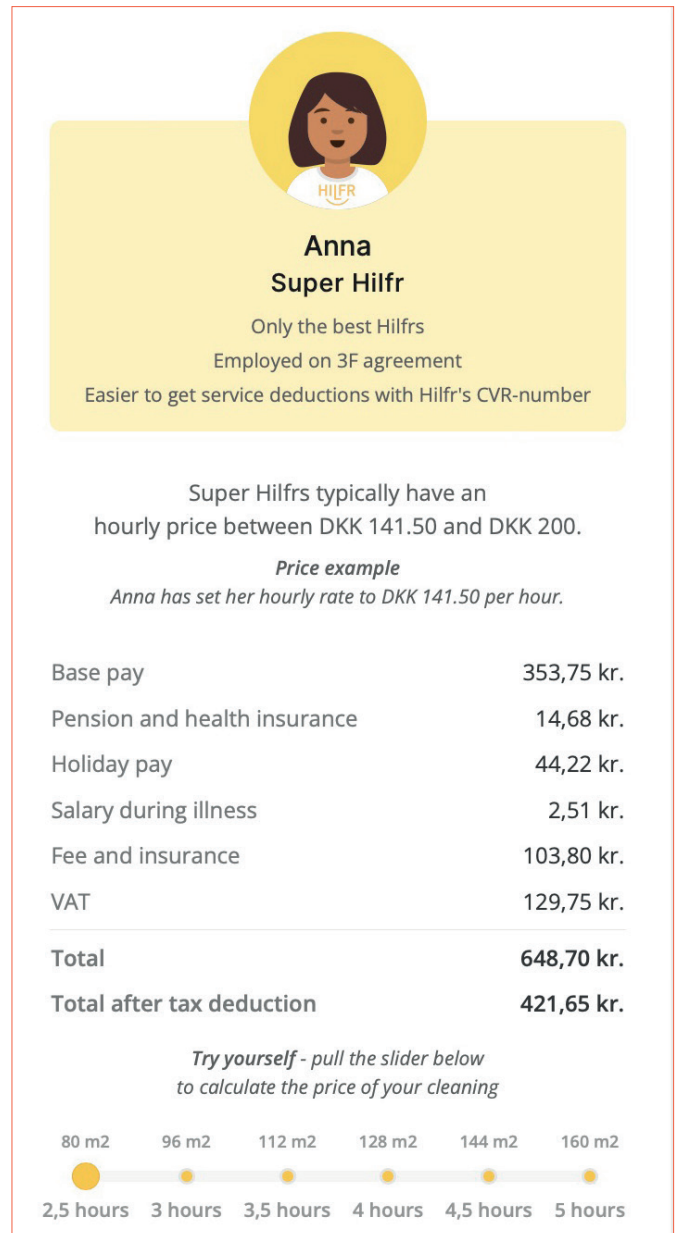 HILFR
Anna
Super Hilfr
Only the best Hilfrs
Employed on 3F agreement
Easier to get service deductions with Hilfr's CVR-number
Super Hilfrs typically have an
hourly price between DKK 141.50 and DKK 200.
Price example
Anna has set her hourly rate to DKK 141.50 per hour.
Base pay 353,75 kr.
Pension and health insurance 14,68 kr.
Holiday pay 44,22 kr.
Salary during illness 2,51 kr.
Fee and insurance 103,80 kr.
VAT 129,75 kr.
Total 648,70 kr.
Total after tax deduction 421,65 kr.
Try yourself - pull the slider below
to calculate the price of your cleaning
80 m2 96 m2 112 m2 128 m2 144 m2 160 m2
2,5 hours 3 hours 3,5 hours 4 hours 4,5 hours 5 hours